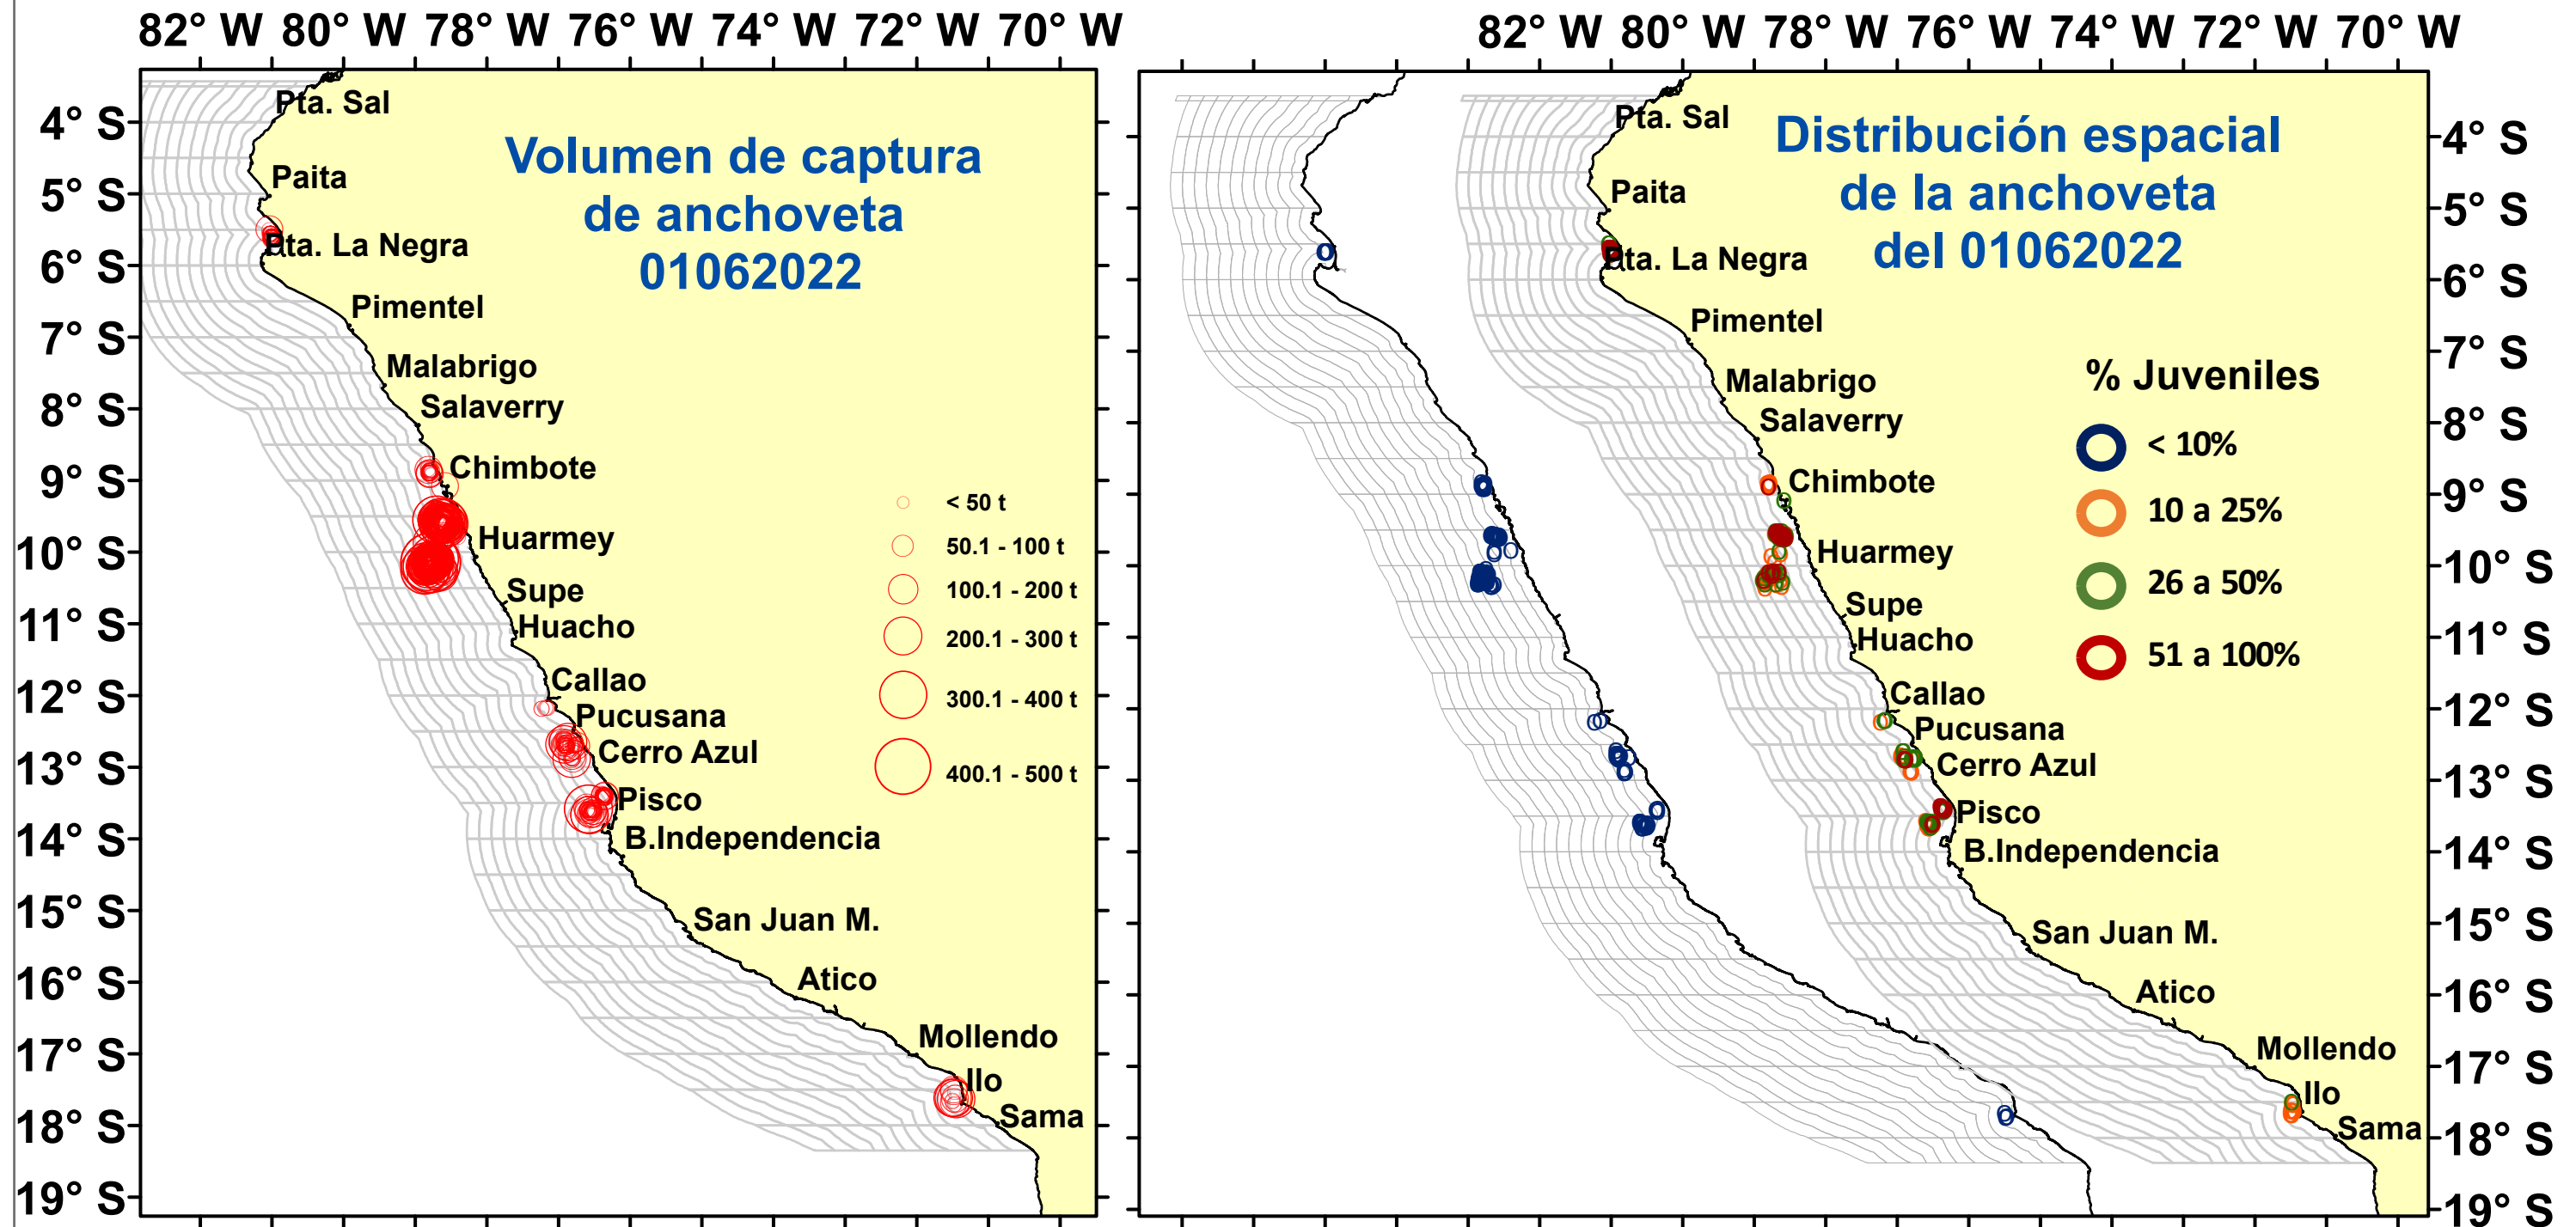 82° W 80° W 78° W 76° W 74° W 72° W 70° W
4° S
5° S
6° S
7° S
8° S
9° S
10° S
11° S
12° S
13° S
14° S
15° S
16° S
17° S
18° S
19° S
Volumen de captura
de anchoveta
01062022
Pta. Sal
Paita
Pta. La Negra
Pimentel
Malabrigo
Salaverry
Chimbote
Huarmey
Supe
Huacho
Callao
Pucusana
Cerro Azul
Pisco
B.Independencia
San Juan M.
Atico
Mollendo
Ilo
Sama
< 50 t
50.1 - 100 t
100.1 - 200 t
200.1 - 300 t
300.1 - 400 t
400.1 - 500 t
82° W 80° W 78° W 76° W 74° W 72° W 70° W
Distribución espacial
de la anchoveta
del 01062022
Pta. Sal
Paita
Pta. La Negra
Pimentel
Malabrigo
Salaverry
Chimbote
Huarmey
Supe
Huacho
Callao
Pucusana
Cerro Azul
Pisco
B.Independencia
San Juan M.
Atico
Mollendo
Ilo
Sama
% Juveniles
< 10%
10 a 25%
26 a 50%
51 a 100%
4° S
5° S
6° S
7° S
8° S
9° S
10° S
11° S
12° S
13° S
14° S
15° S
16° S
17° S
18° S
19° S